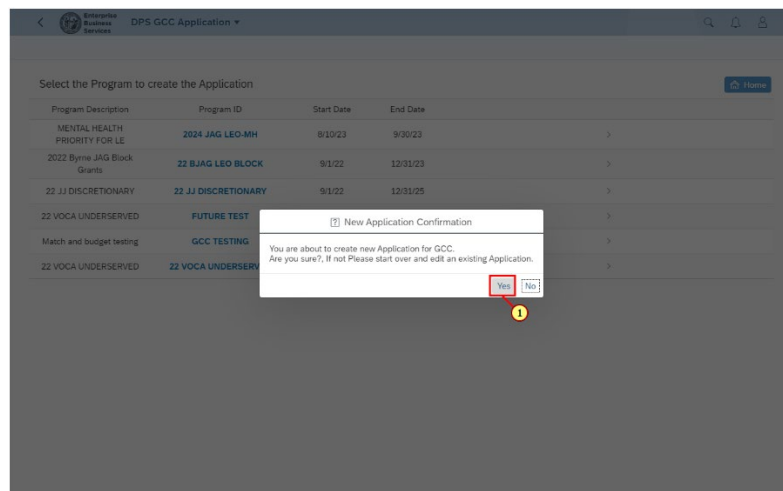 Enterprise
Business
Services
DPS GCC Application
Select the Program to create the Application
Home
Program Description Program ID Start Date End Date
MENTAL HEALTH
PRIORITY FOR LE
2024 JAG LEO-MH 8/10/23 9/30/23
2022 Byrne JAG Block
Grants
22 BJAG LEO BLOCK 9/1/22 12/31/23
22 JJ DISCRETIONARY 22 JJ DISCRETIONARY 9/1/22 12/31/25
22 VOCA UNDERSERVED FUTURE TEST
Match and budget testing GCC TESTING
22 VOCA UNDERSERVED 22 VOCA UNDERSERV
New Application Confirmation
You are about to create new Application for GCC.
Are you sure?, If not Please start over and edit an existing Application.
Yes No
1